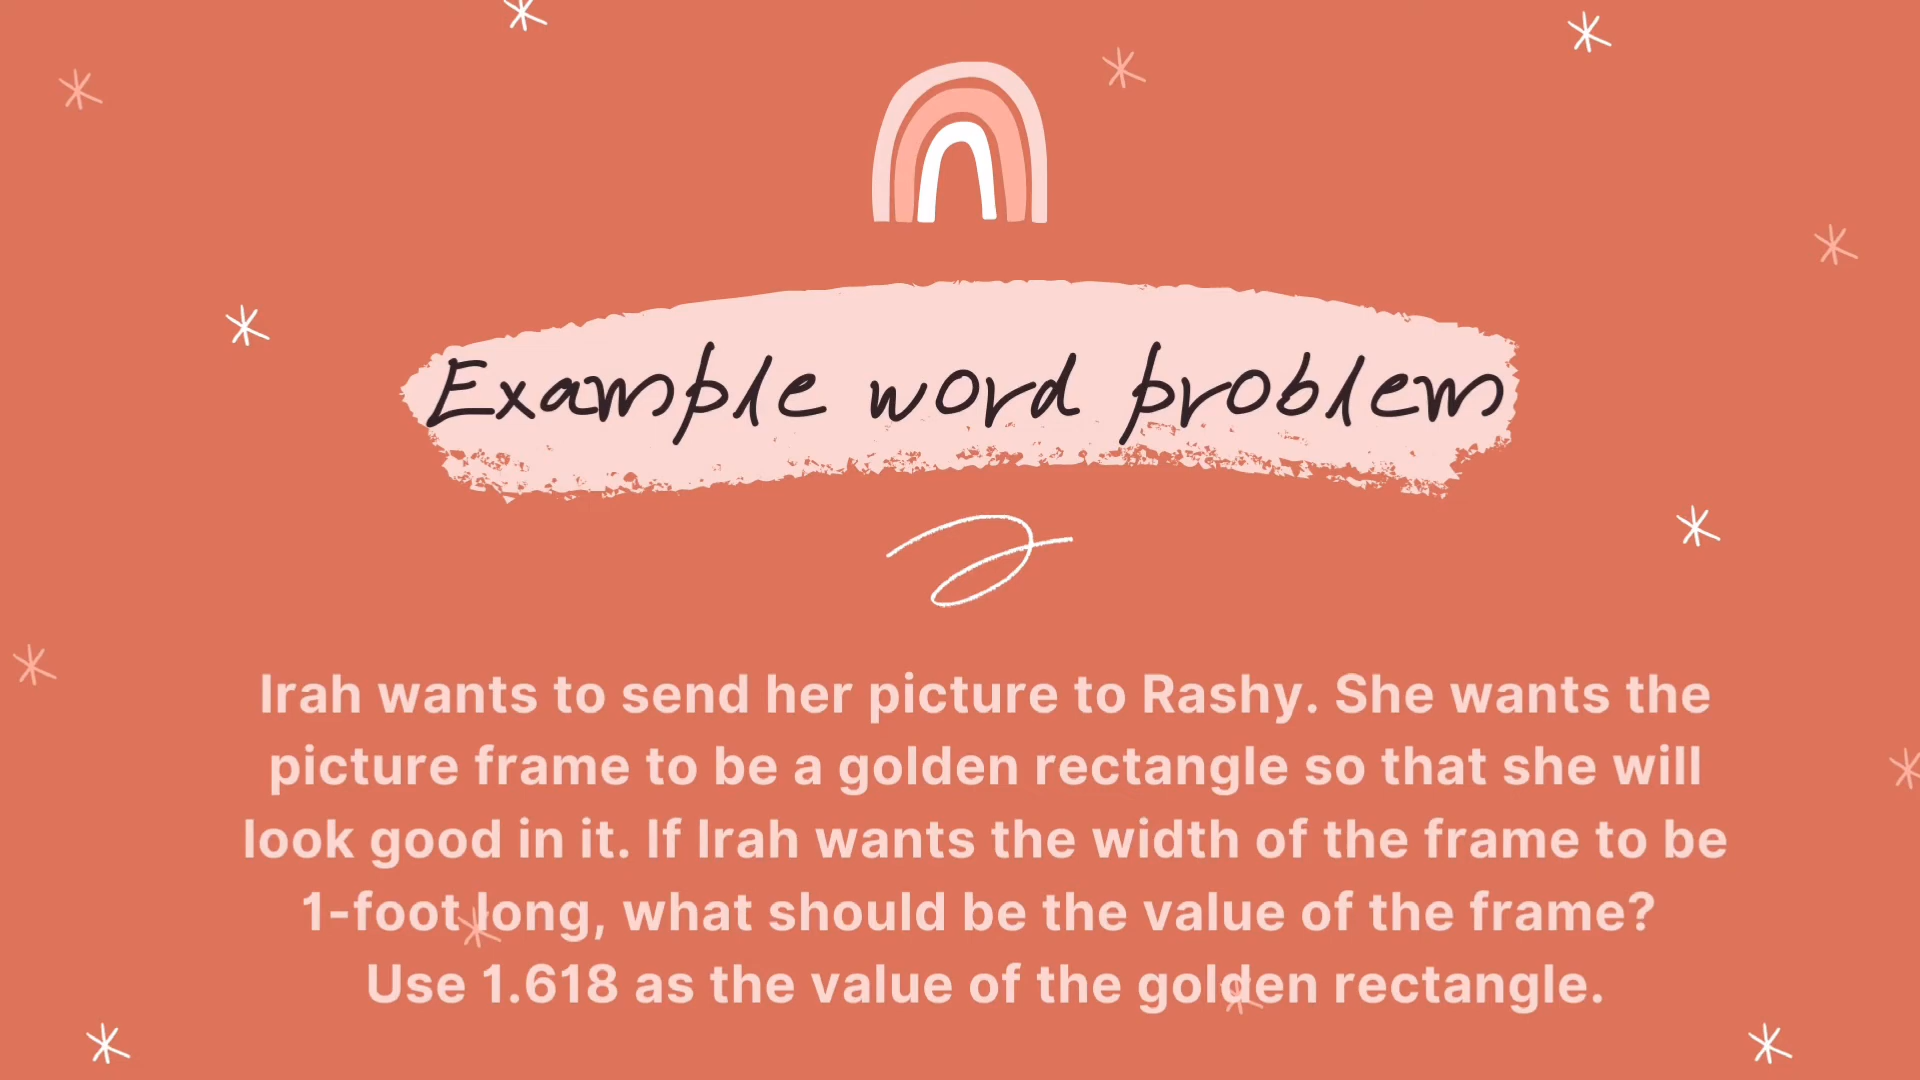 Example word problem
Irah wants to send her picture to Rashy. She wants the
picture frame to be a golden rectangle so that she will
look good in it. If Irah wants the width of the frame to be
1-foot long, what should be the value of the frame?
Use 1.618 as the value of the golden rectangle.